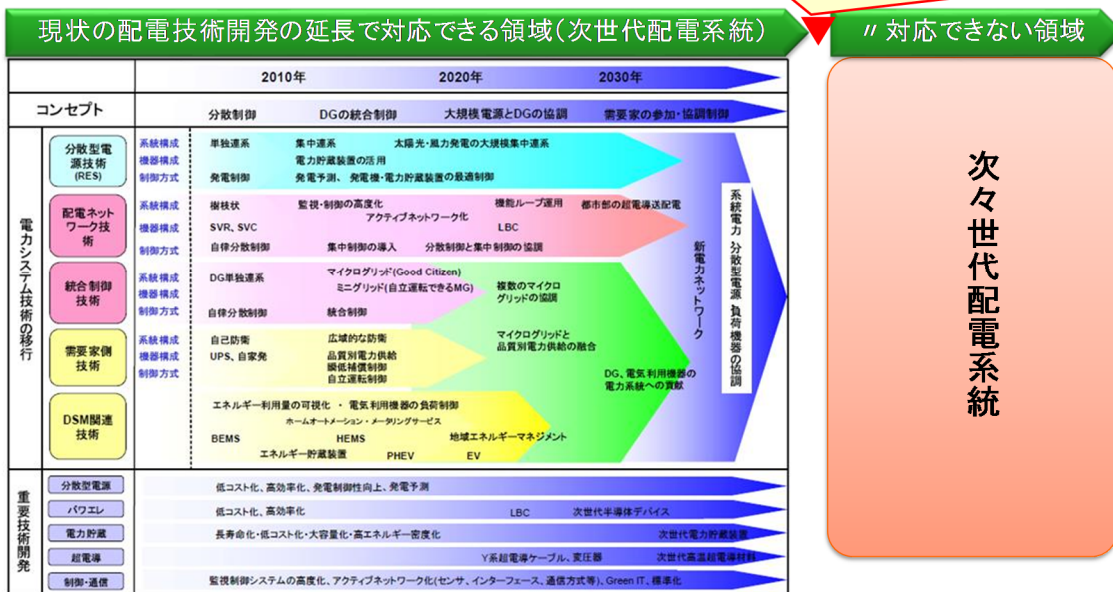 現状の配電技術開発の延長で対応できる領域(次世代配電系統)
〃対応できない領域
2010年 2020年 2030年
コンセプト 分散制御 DGの統合制御 大規模電源とDGの協調 需要家の参加・協調制御
電力システム技術の移行
分散型電源技術(RES)
系統構成 単独連系 集中連系 太陽光・風力発電の大規模集中連系
機器構成 電力貯蔵装置の活用
制御方式 発電制御 発電予測、発電機・電力貯蔵装置の最適制御
配電ネットワーク技術
系統構成 樹枝状 監視・制御の高度化 機能ループ運用 都市部の超電導送配電
アクティブネットワーク化
機器構成 SVR, SVC LBC
制御方式 自律分散制御 集中制御の導入 分散制御と集中制御の協調
統合制御技術
系統構成 DG単独連系 マイクログリッド(Good Citizen)
機器構成 ミニグリッド(自立運転できるMG) 複数のマイクログリッドの協調
制御方式 自律分散制御 統合制御
需要家側技術
系統構成 自己防衛 広域的な防衛 マイクログリッドと品質別電力供給の融合
機器構成 UPS、自家発 品質別電力供給
瞬低補償制御
制御方式 自立運転制御
DG、電気利用機器の電力系統への貢献
DSM関連技術
エネルギー利用量の可視化 ・ 電気利用機器の負荷制御
ホームオートメーション・メータリングサービス
BEMS HEMS 地域エネルギーマネジメント
エネルギー貯蔵装置 PHEV EV
新電力ネットワーク
系統電力 分散型電源 負荷機器の協調
重要技術開発
分散型電源 低コスト化、高効率化、発電制御性向上、発電予測
パワエレ 低コスト化、高効率化 LBC 次世代半導体デバイス
電力貯蔵 長寿命化・低コスト化・大容量化・高エネルギー密度化 次世代電力貯蔵装置
超電導 Y系超電導ケーブル、変圧器 次世代高温超電導材料
制御・通信 監視制御システムの高度化、アクティブネットワーク化(センサ、インターフェース、通信方式等)、Green IT、標準化
次々世代配電系統